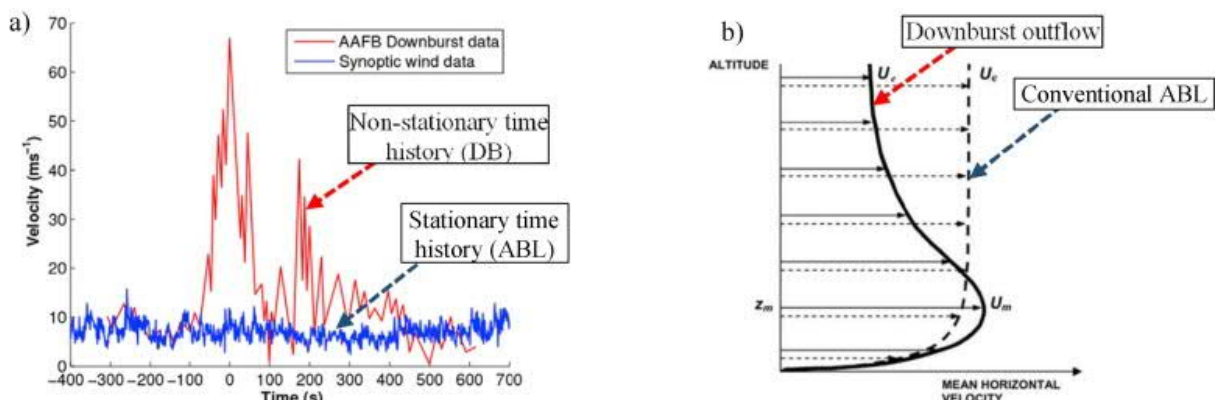 a)
70
60
50
40
30
20
10
0
Velocity (ms⁻¹)
AAFB Downburst data
Synoptic wind data
Non-stationary time
history (DB)
Stationary time
history (ABL)
−400 −300 −200 −100 0 100 200 300 400 500 600 700
Time (s)
b)
Downburst outflow
ALTITUDE
Uc
Uc
Conventional ABL
zm
Um
MEAN HORIZONTAL
VELOCITY